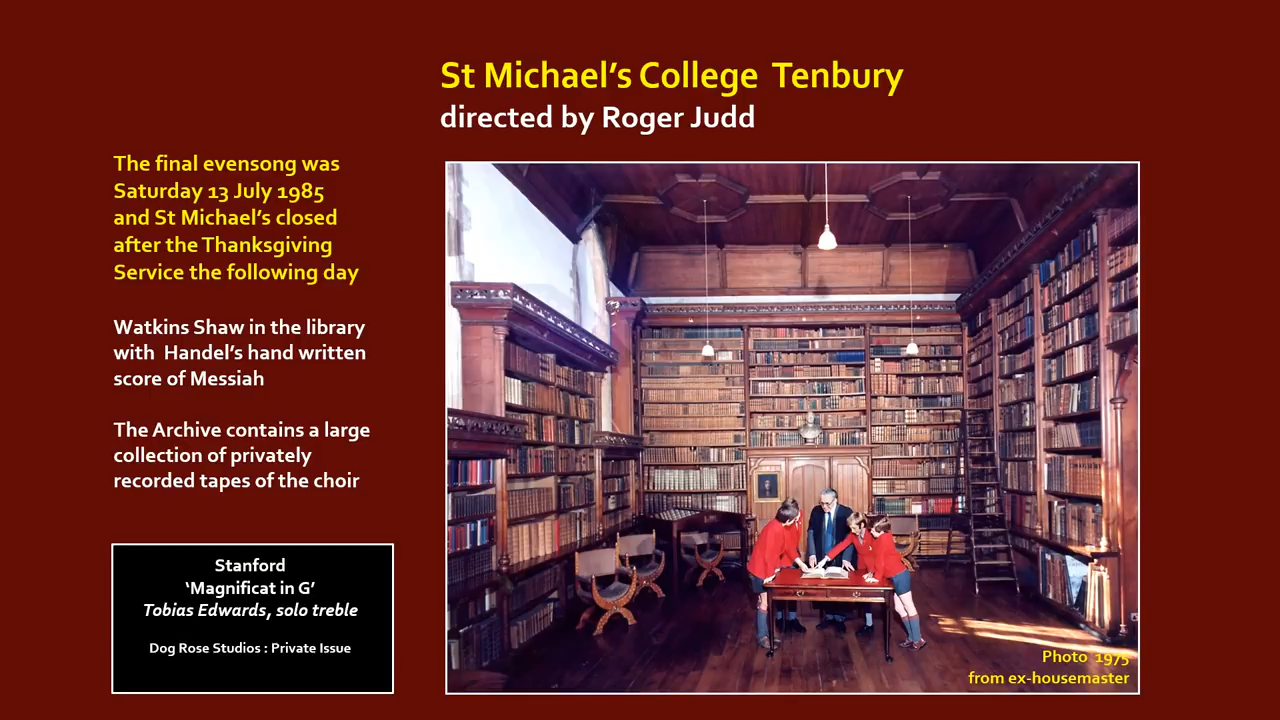 St Michael's College Tenbury
directed by Roger Judd
The final evensong was
Saturday 13 July 1985
and St Michael's closed
after the Thanksgiving
Service the following day
Watkins Shaw in the library
with Handel's hand written
score of Messiah
The Archive contains a large
collection of privately
recorded tapes of the choir
Stanford
‘Magnificat in G’
Tobias Edwards, solo treble
Dog Rose Studios : Private Issue
Photo 1975
from ex-housemaster